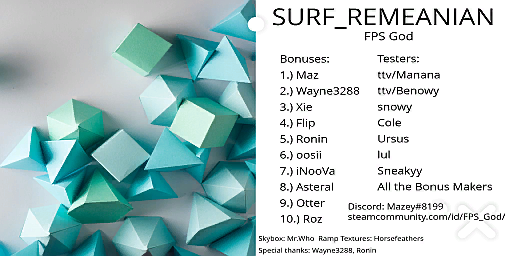 SURF_REMEANIAN
FPS God
Bonuses:
1.) Maz
2.) Wayne3288
3.) Xie
4.) Flip
5.) Ronin
6.) oosii
7.) iNooVa
8.) Asteral
9.) Otter
10.) Roz
Testers:
ttv/Manana
ttv/Benowy
snowy
Cole
Ursus
lul
Sneakyy
All the Bonus Makers
Discord: Mazey#8199
steamcommunity.com/id/FPS_God/
Skybox: Mr.Who Ramp Textures: Horsefeathers
Special thanks: Wayne3288, Ronin